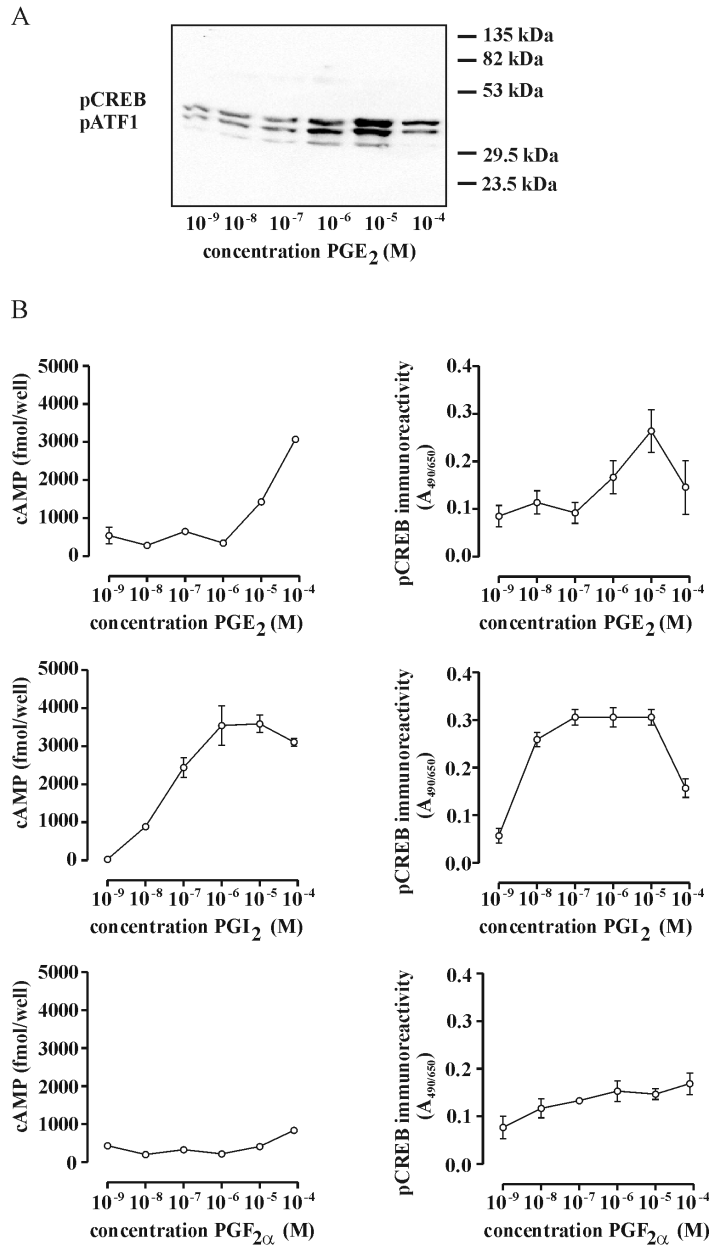 A
135 kDa
82 kDa
53 kDa
pCREB
pATF1
29.5 kDa
23.5 kDa
10-9 10-8 10-7 10-6 10-5 10-4
concentration PGE2 (M)
B
cAMP (fmol/well)
5000
4000
3000
2000
1000
0
10-9 10-8 10-7 10-6 10-5 10-4
concentration PGE2 (M)
pCREB immunoreactivity
(A490/650)
0.4
0.3
0.2
0.1
0.0
10-9 10-8 10-7 10-6 10-5 10-4
concentration PGE2 (M)
cAMP (fmol/well)
5000
4000
3000
2000
1000
0
10-9 10-8 10-7 10-6 10-5 10-4
concentration PGI2 (M)
pCREB immunoreactivity
(A490/650)
0.4
0.3
0.2
0.1
0.0
10-9 10-8 10-7 10-6 10-5 10-4
concentration PGI2 (M)
cAMP (fmol/well)
5000
4000
3000
2000
1000
0
10-9 10-8 10-7 10-6 10-5 10-4
concentration PGF2α (M)
pCREB immunoreactivity
(A490/650)
0.4
0.3
0.2
0.1
0.0
10-9 10-8 10-7 10-6 10-5 10-4
concentration PGF2α (M)